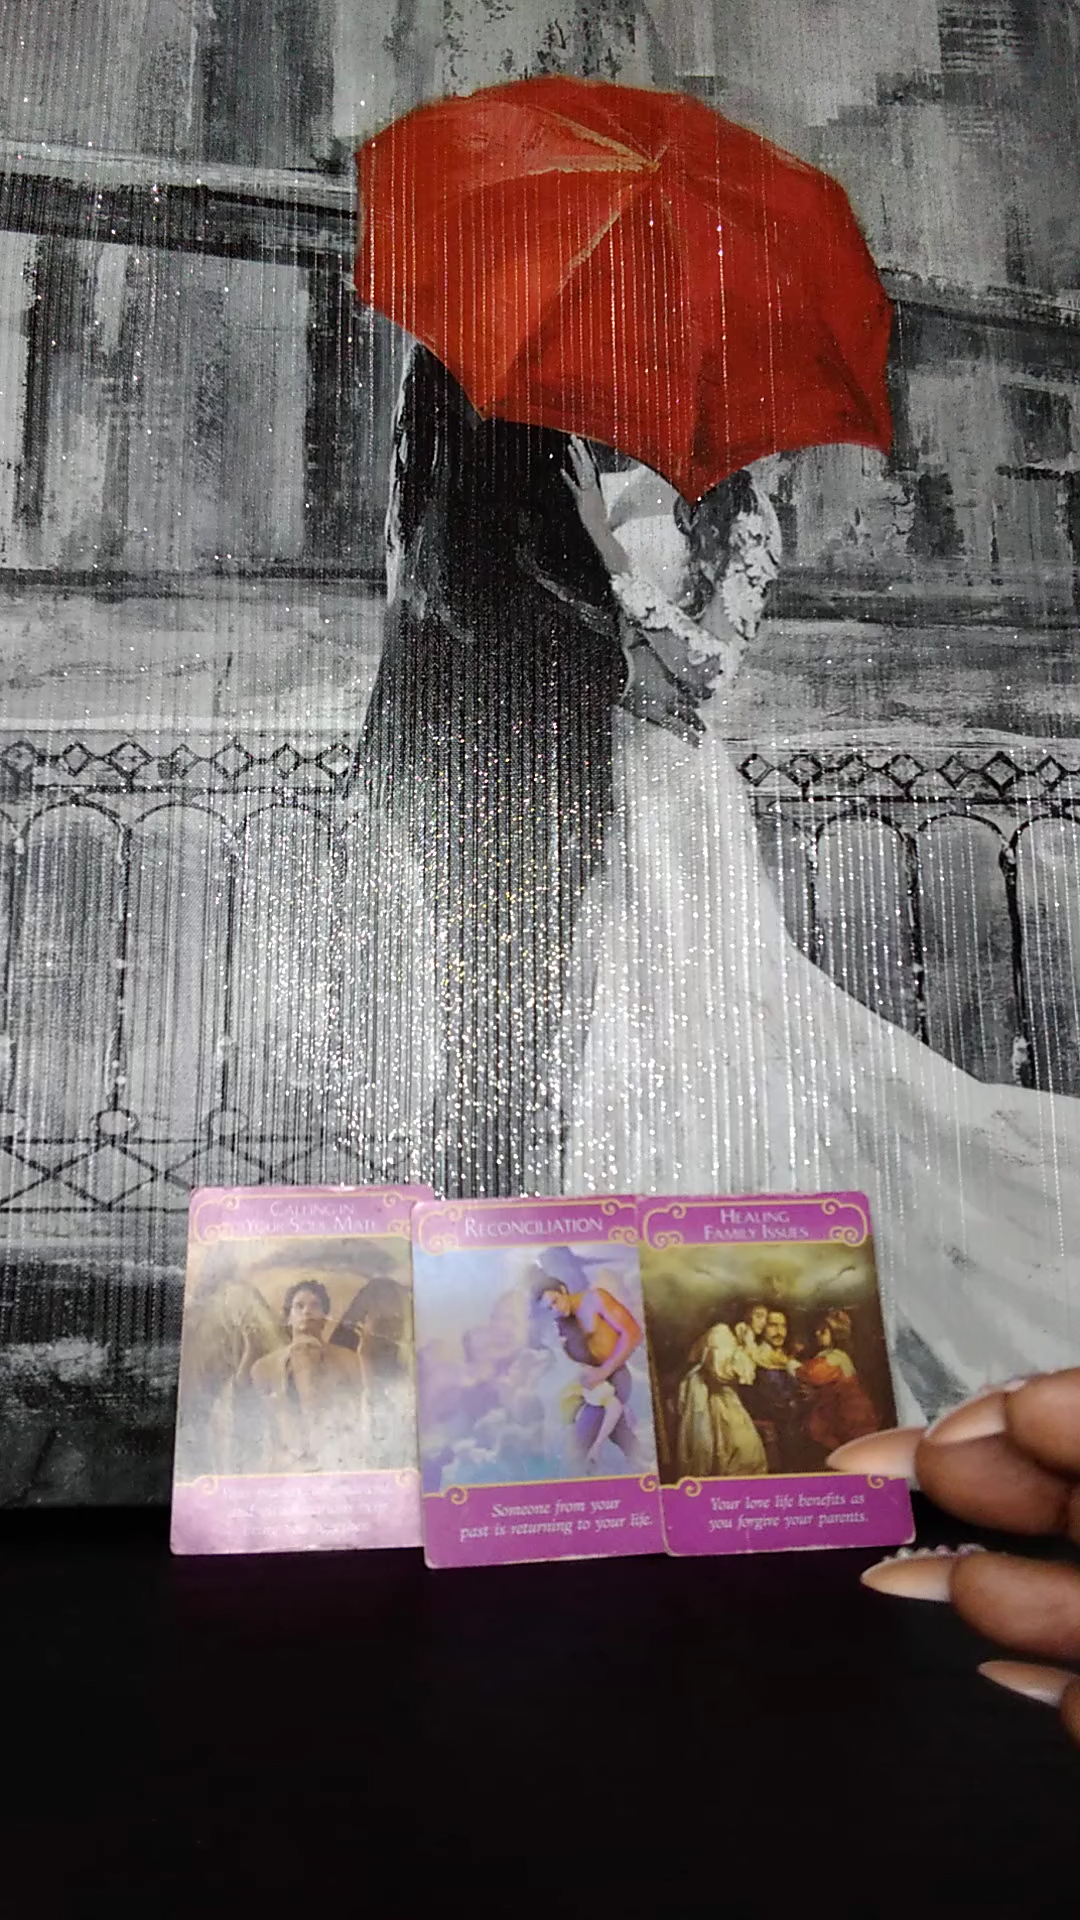 CALLING IN
YOUR SOUL MATE
RECONCILIATION
Someone from your
past is returning to your life.
HEALING
FAMILY ISSUES
Your love life benefits as
you forgive your parents.